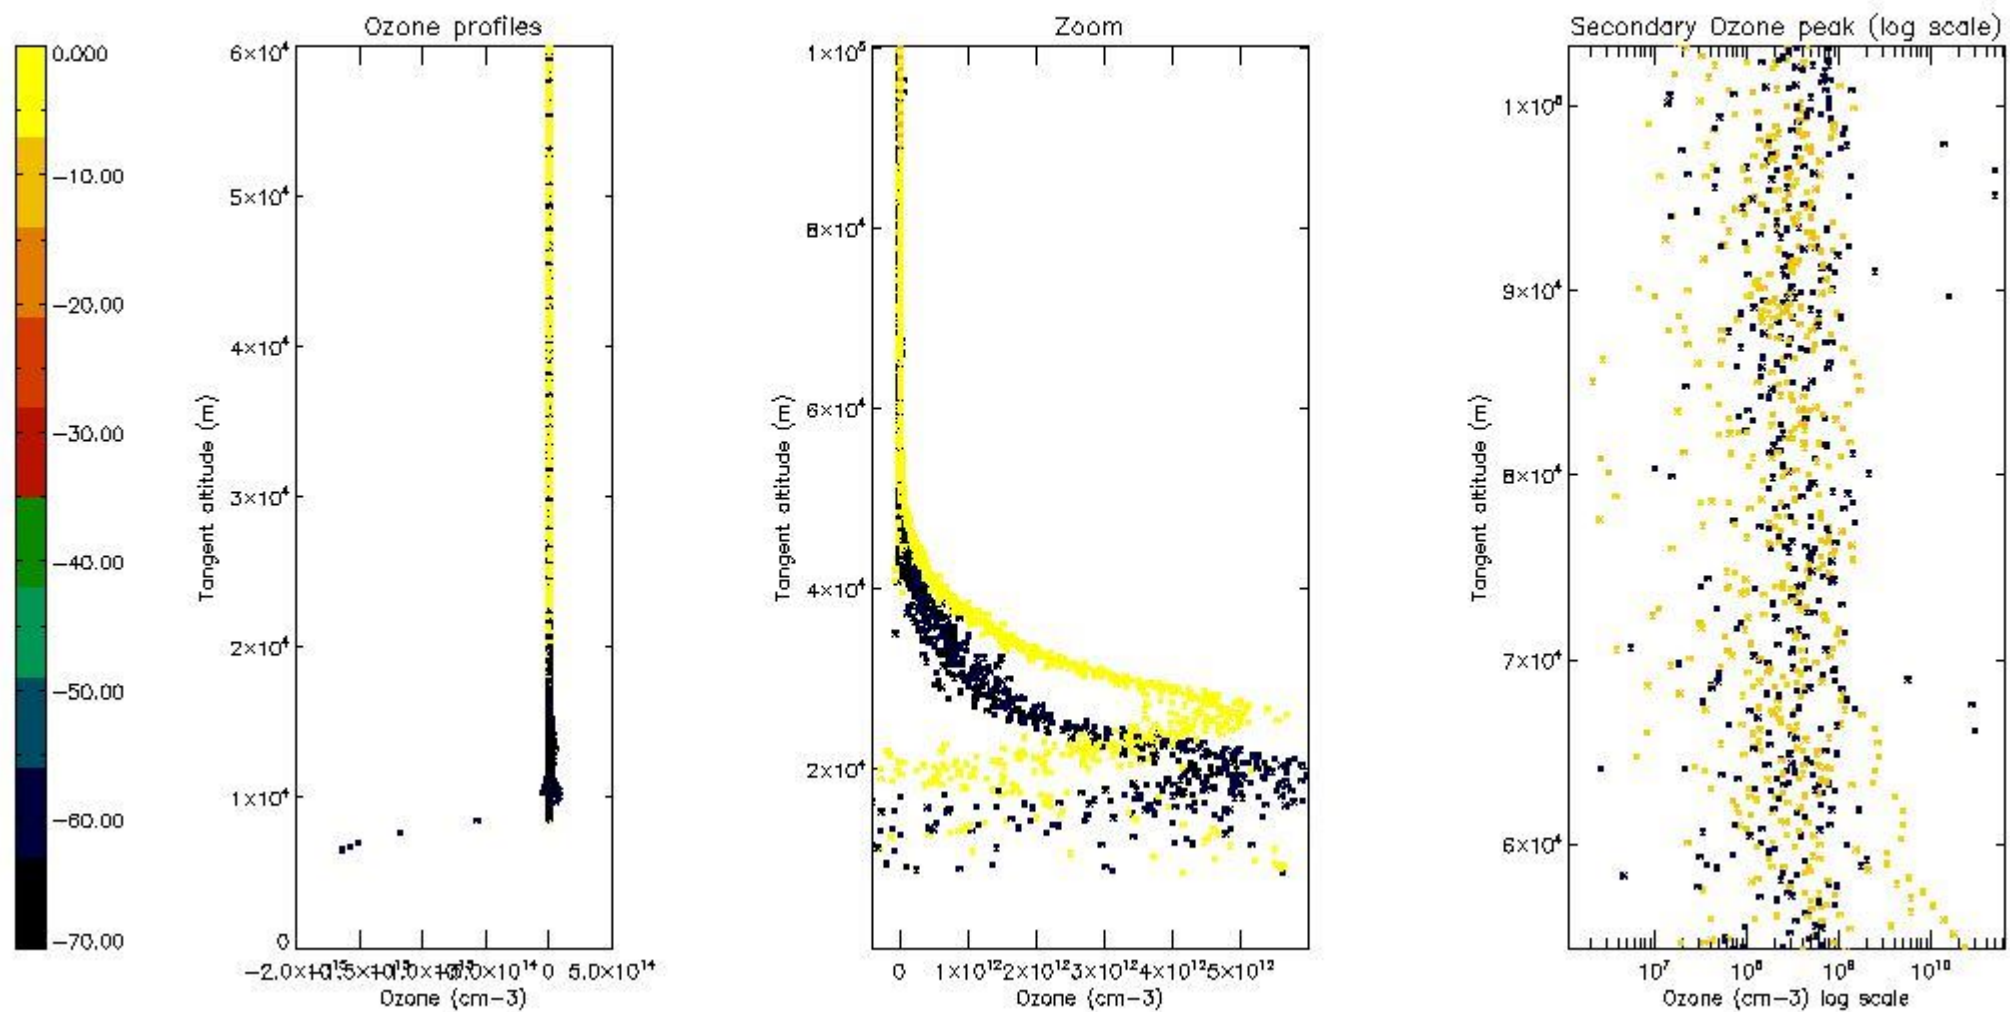 Ozone profiles
Zoom
Secondary Ozone peak (log scale)
0.000
-10.00
-20.00
-30.00
-40.00
-50.00
-60.00
-70.00
6×10⁴
5×10⁴
4×10⁴
3×10⁴
2×10⁴
1×10⁴
0
Tangent altitude (m)
5.0×10¹⁴
0
Ozone (cm-3)
1×10⁵
8×10⁴
6×10⁴
4×10⁴
2×10⁴
Tangent altitude (m)
0 1×10¹² 2×10¹² 3×10¹² 4×10¹² 5×10¹²
Ozone (cm-3)
9×10⁴
8×10⁴
7×10⁴
6×10⁴
Tangent altitude (m)
10⁷
10¹⁰
Ozone (cm-3) log scale